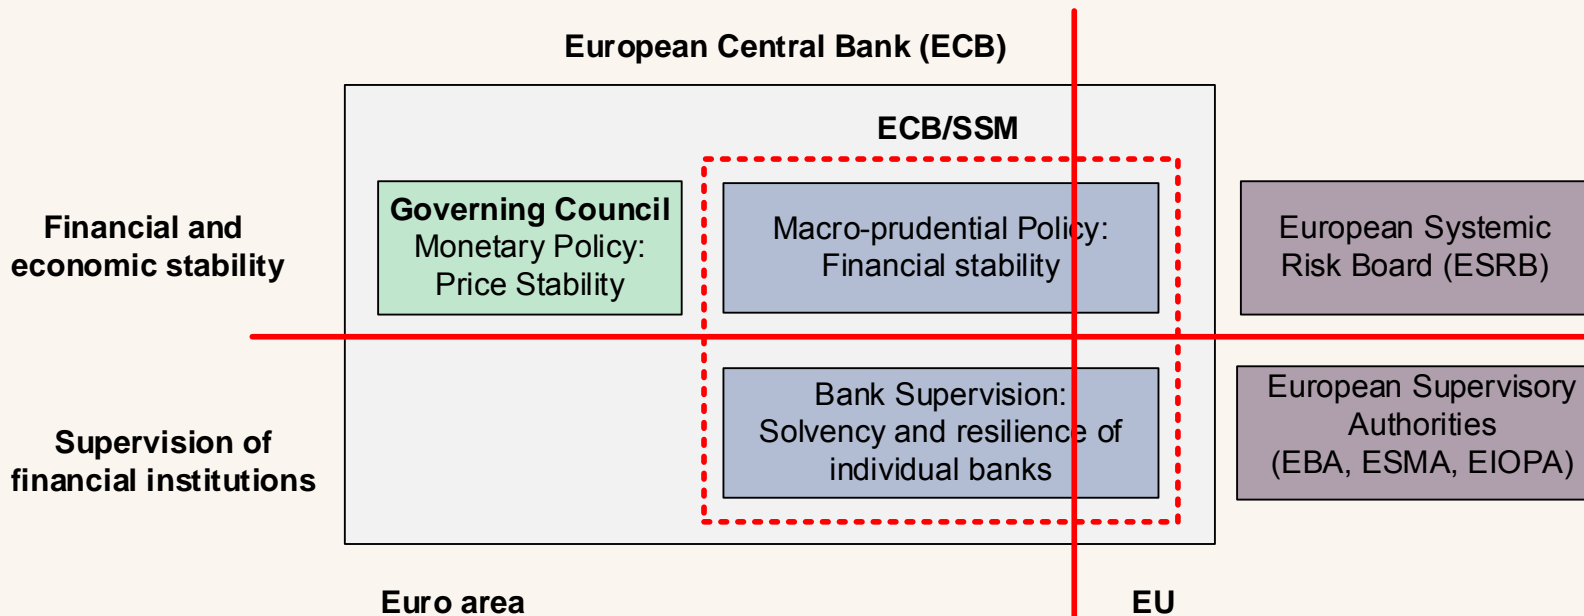 European Central Bank (ECB)
ECB/SSM
Financial and
economic stability
Governing Council
Monetary Policy:
Price Stability
Macro-prudential Policy:
Financial stability
European Systemic
Risk Board (ESRB)
Supervision of
financial institutions
Bank Supervision:
Solvency and resilience of
individual banks
European Supervisory
Authorities
(EBA, ESMA, EIOPA)
Euro area
EU